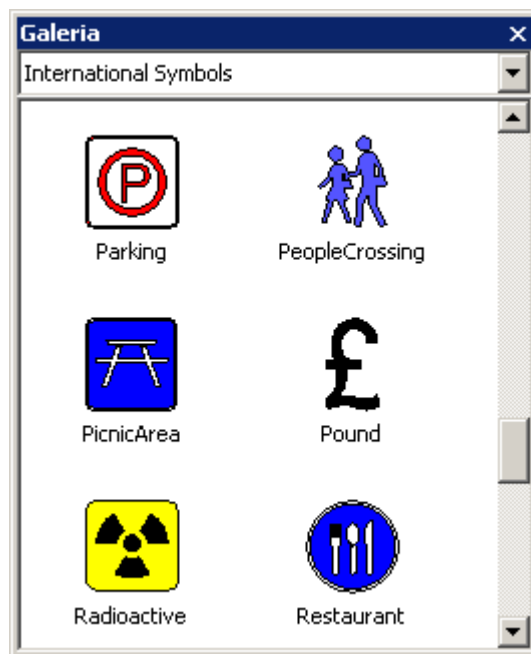 Galeria
International Symbols
P
Parking
PeopleCrossing
PicnicArea
£
Pound
Radioactive
Restaurant